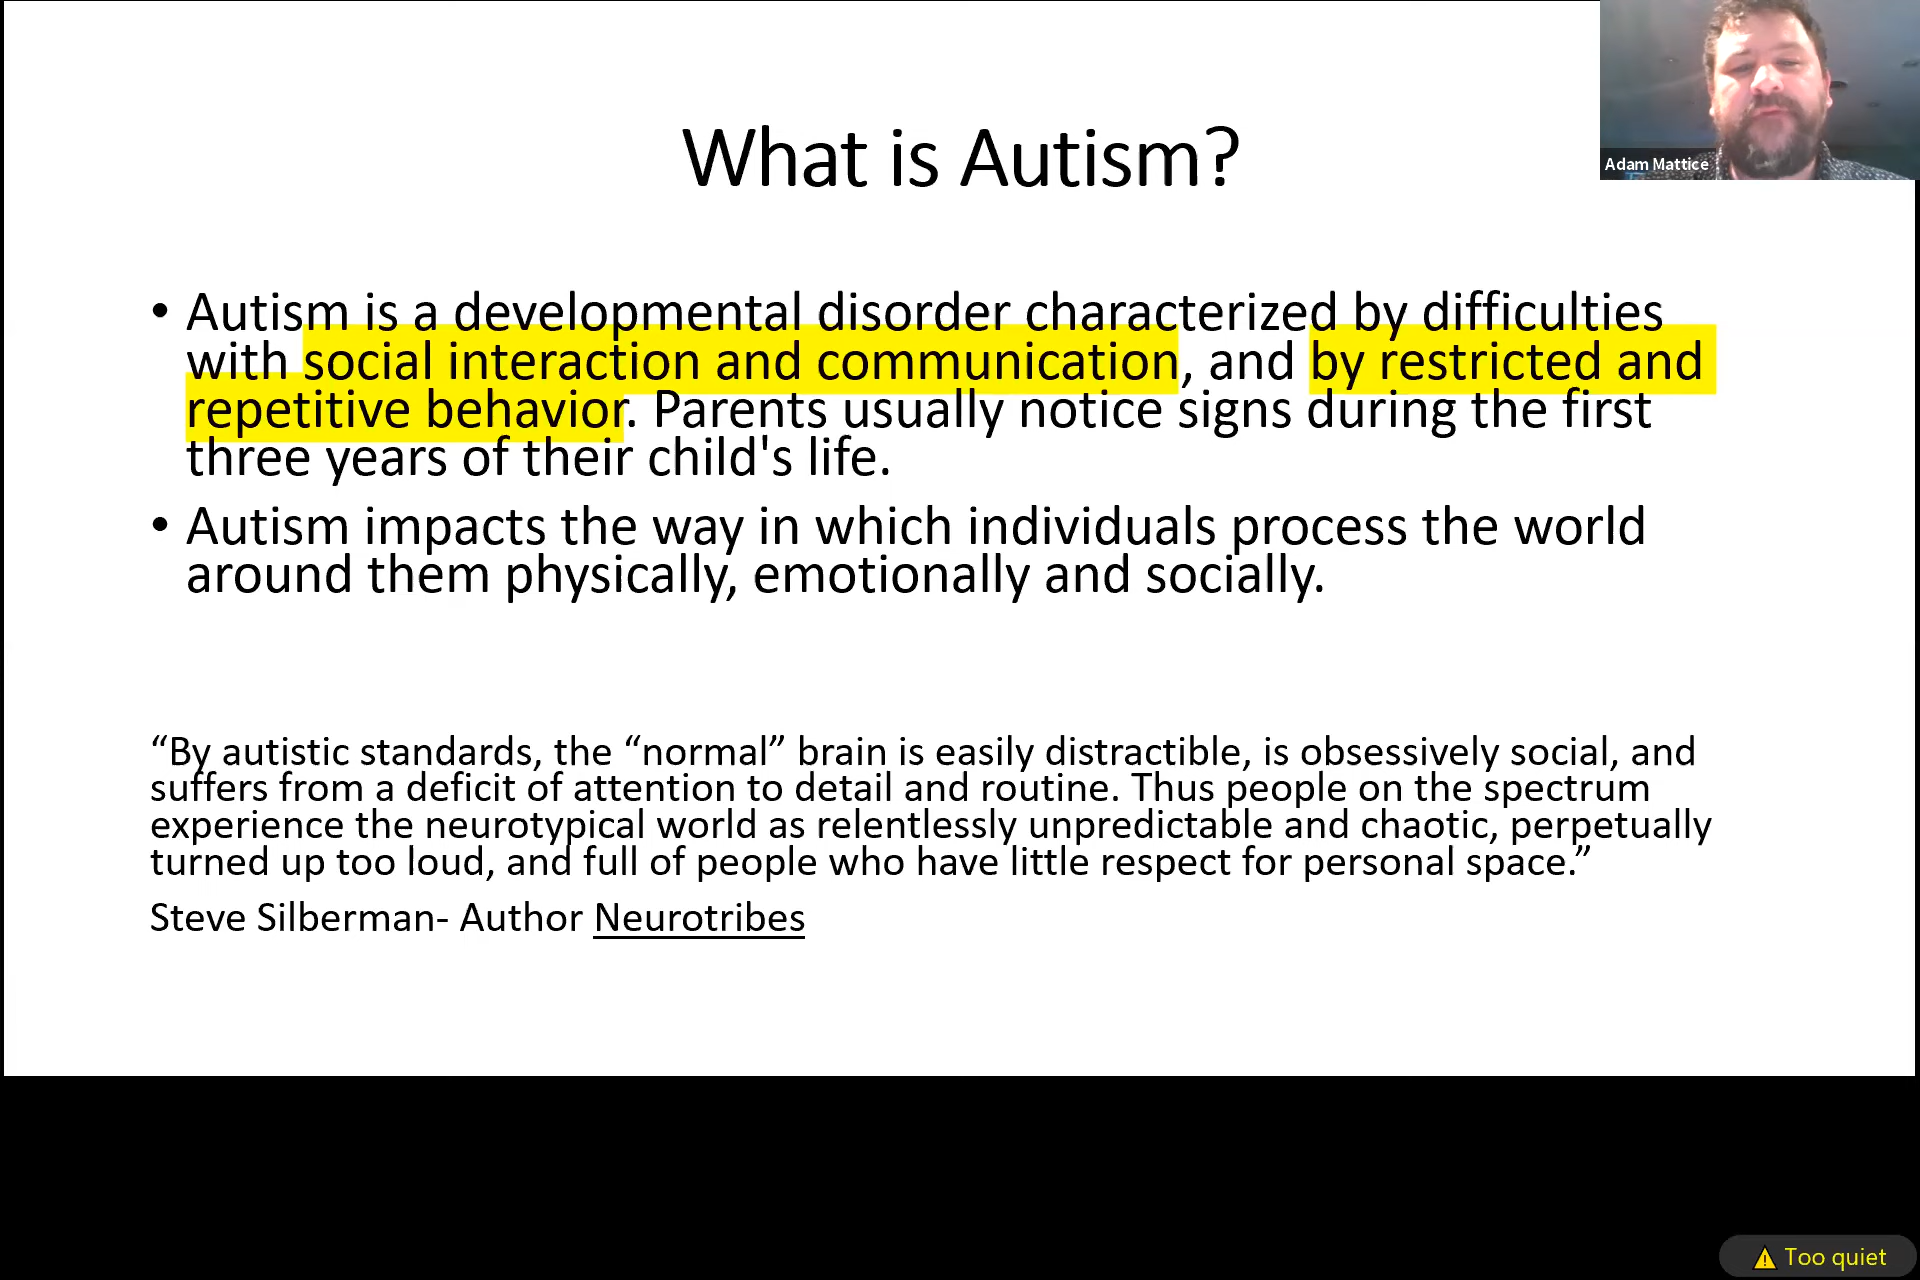 What is Autism?
Adam Mattice
• Autism is a developmental disorder characterized by difficulties
with social interaction and communication, and by restricted and
repetitive behavior. Parents usually notice signs during the first
three years of their child's life.
• Autism impacts the way in which individuals process the world
around them physically, emotionally and socially.
“By autistic standards, the “normal” brain is easily distractible, is obsessively social, and
suffers from a deficit of attention to detail and routine. Thus people on the spectrum
experience the neurotypical world as relentlessly unpredictable and chaotic, perpetually
turned up too loud, and full of people who have little respect for personal space.”
Steve Silberman- Author Neurotribes
Too quiet